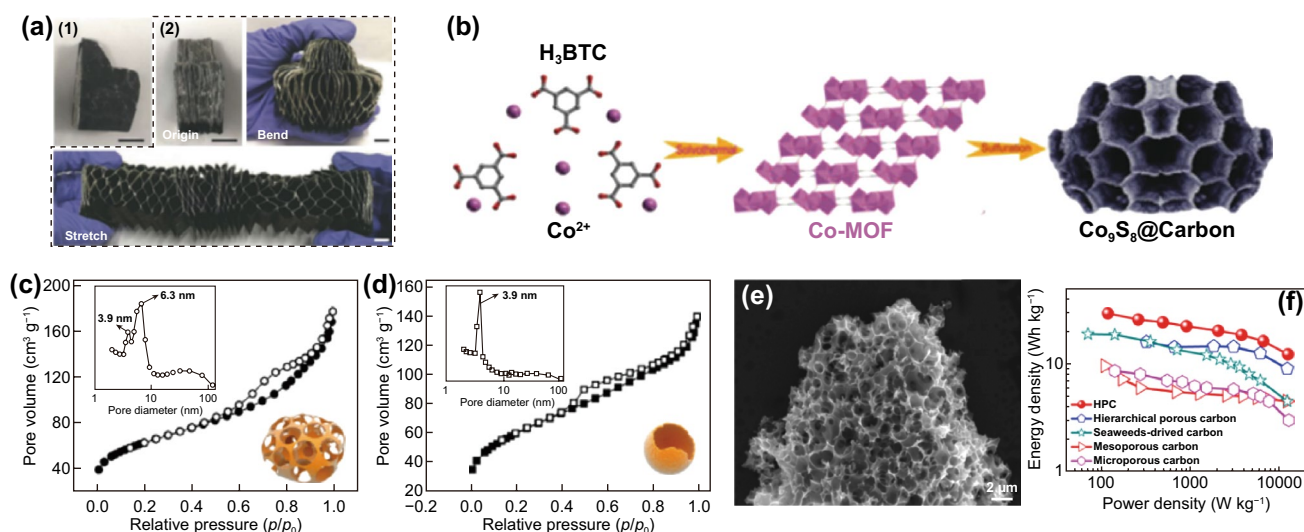 (a)
(1)
(2)
Origin
Bend
Stretch
(b)
H₃BTC
Co²⁺
Solvothermal
Co-MOF
Sulfuration
Co₉S₈@Carbon
(c)
200
160
120
80
40
Pore volume (cm³ g⁻¹)
0.0 0.2 0.4 0.6 0.8 1.0
Relative pressure (p/p₀)
6.3 nm
3.9 nm
1 10 100
Pore diameter (nm)
(d)
160
140
120
100
80
60
40
20
Pore volume (cm³ g⁻¹)
−0.2 0.0 0.2 0.4 0.6 0.8 1.0
Relative pressure (p/p₀)
3.9 nm
1 10 100
Pore diameter (nm)
(e)
2 μm
(f)
Energy density (Wh kg⁻¹)
10
1
HPC
Hierarchical porous carbon
Seaweeds-drived carbon
Mesoporous carbon
Microporous carbon
100 1000 10000
Power density (W kg⁻¹)